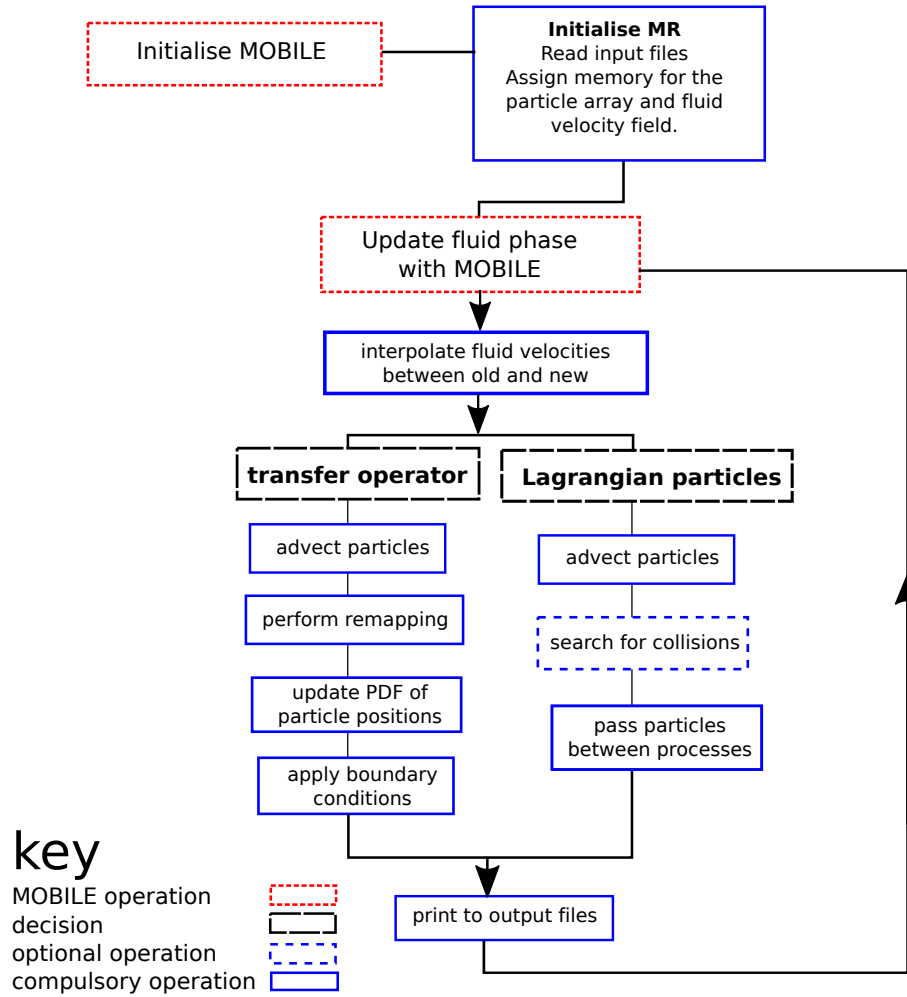 Initialise MOBILE
Initialise MR
Read input files
Assign memory for the
particle array and fluid
velocity field.
Update fluid phase
with MOBILE
interpolate fluid velocities
between old and new
transfer operator
Lagrangian particles
advect particles
perform remapping
update PDF of
particle positions
apply boundary
conditions
advect particles
search for collisions
pass particles
between processes
print to output files
key
MOBILE operation
decision
optional operation
compulsory operation